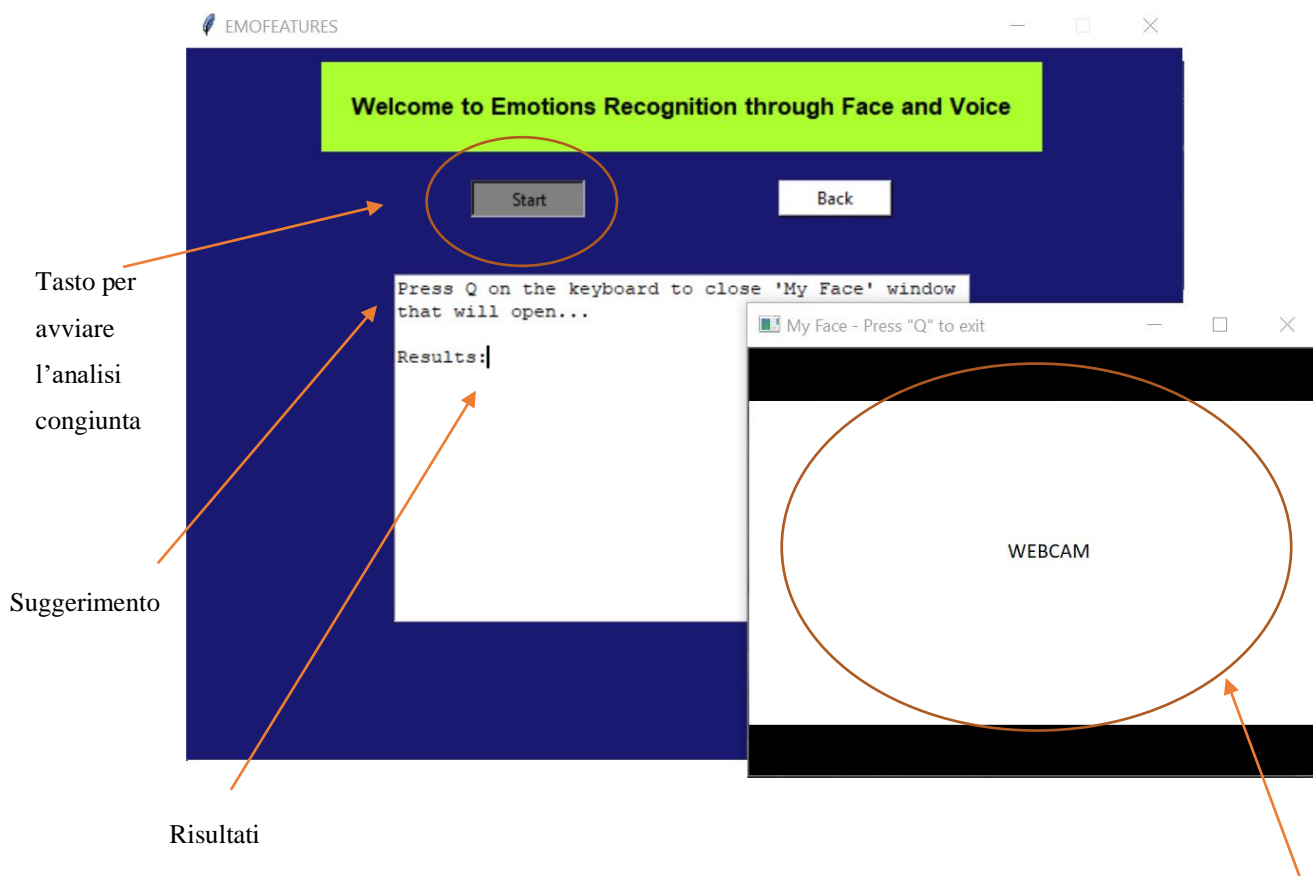 EMOFEATURES
Welcome to Emotions Recognition through Face and Voice
Start
Back
Tasto per
avviare
l’analisi
congiunta
Press Q on the keyboard to close 'My Face' window
that will open...
Results:
My Face - Press "Q" to exit
WEBCAM
Suggerimento
Risultati